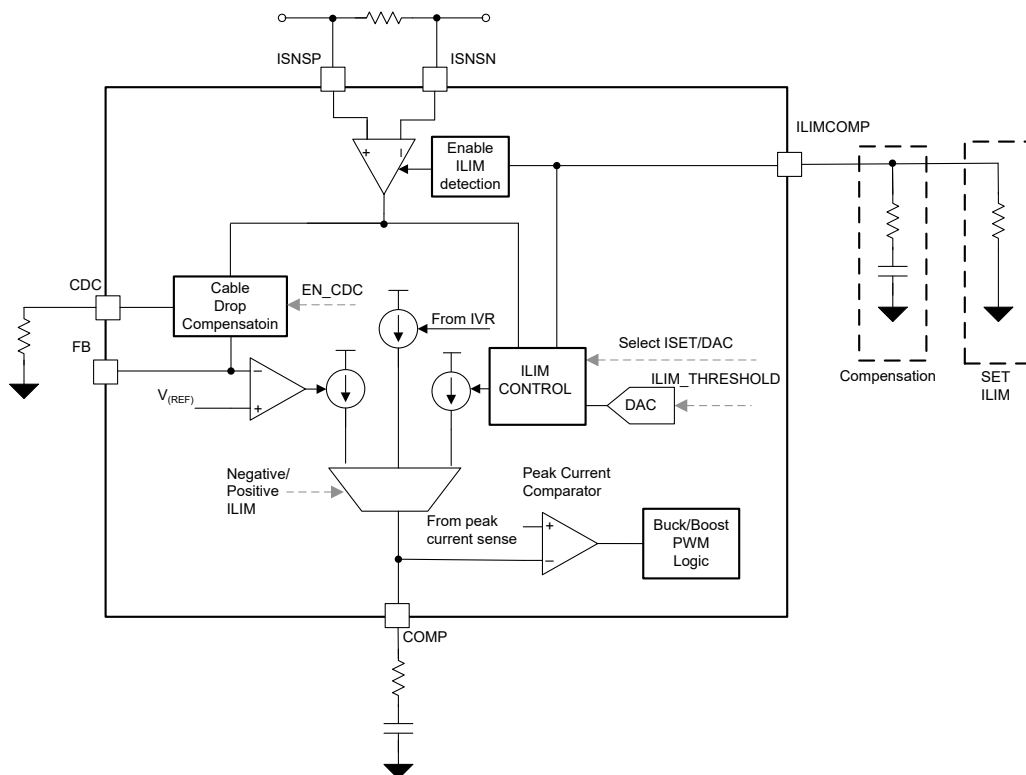 ISNSP
ISNSN
ILIMCOMP
+
−
Enable
ILIM
detection
CDC
Cable
Drop
Compensatoin
EN_CDC
From IVR
FB
−
V(REF)
+
ILIM
CONTROL
Select ISET/DAC
ILIM_THRESHOLD
DAC
Compensation
SET
ILIM
Negative/
Positive
ILIM
Peak Current
Comparator
From peak
current sense
+
−
Buck/Boost
PWM
Logic
COMP